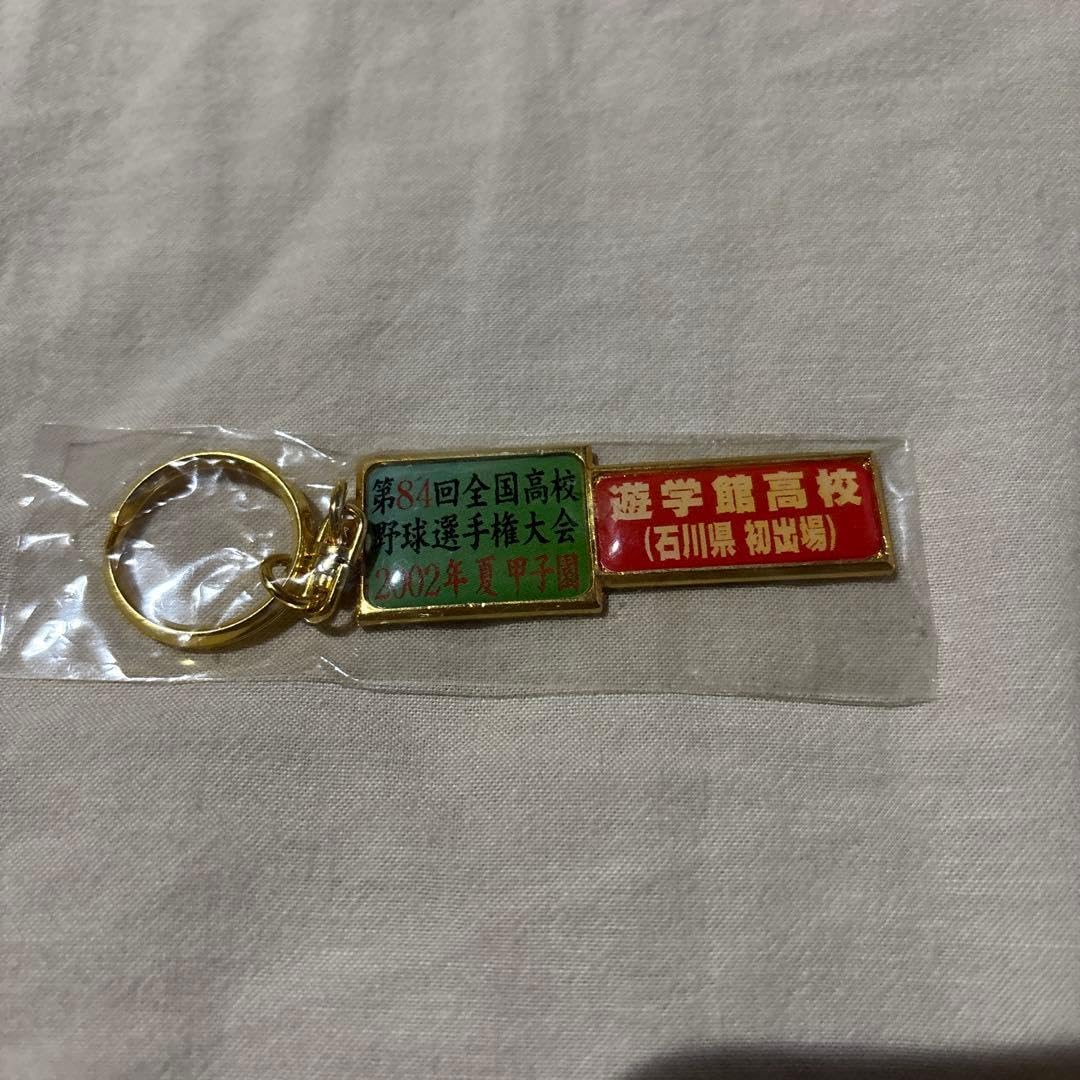 第84回全国高校
野球選手権大会
2002年夏甲子園
遊学館高校
(石川県 初出場)